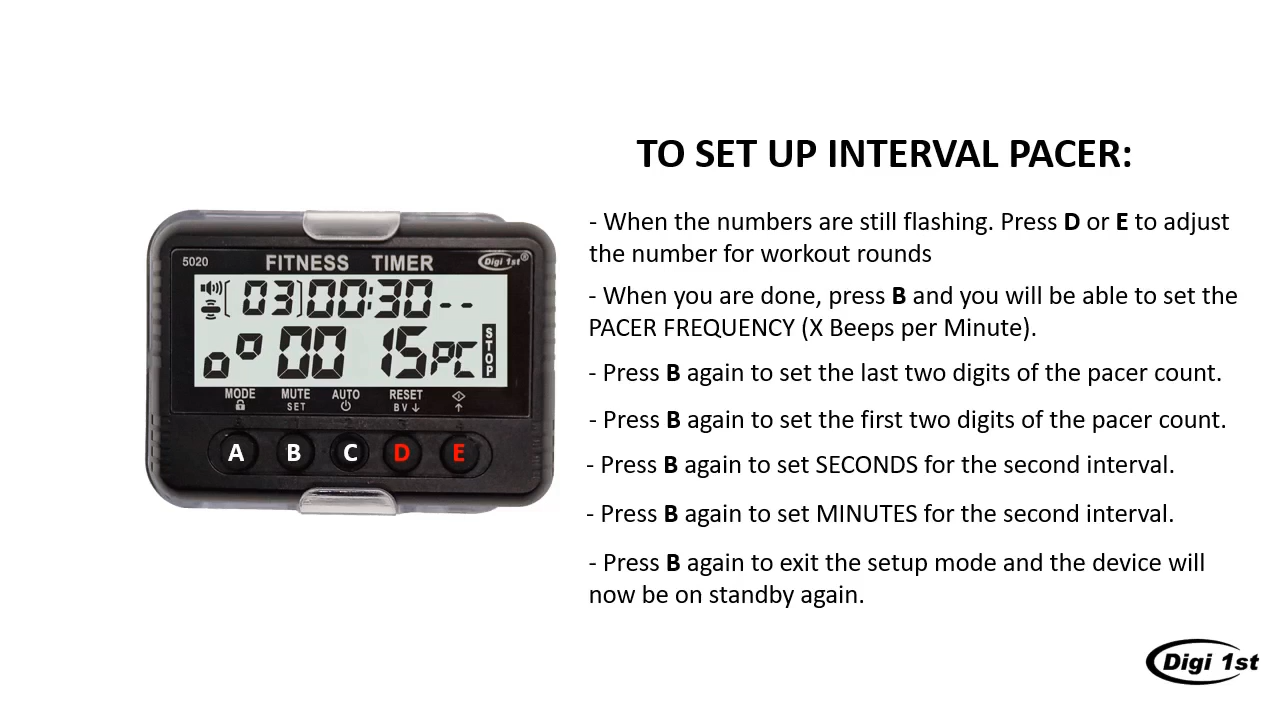 TO SET UP INTERVAL PACER:
- When the numbers are still flashing. Press D or E to adjust
the number for workout rounds
- When you are done, press B and you will be able to set the
PACER FREQUENCY (X Beeps per Minute).
- Press B again to set the last two digits of the pacer count.
- Press B again to set the first two digits of the pacer count.
- Press B again to set SECONDS for the second interval.
- Press B again to set MINUTES for the second interval.
- Press B again to exit the setup mode and the device will
now be on standby again.
5020 FITNESS TIMER Digi 1st®
[03] 00:30--
00 15PC STOP
MODE MUTE AUTO RESET
SET BV ↓ ↑
A B C D E
Digi 1st